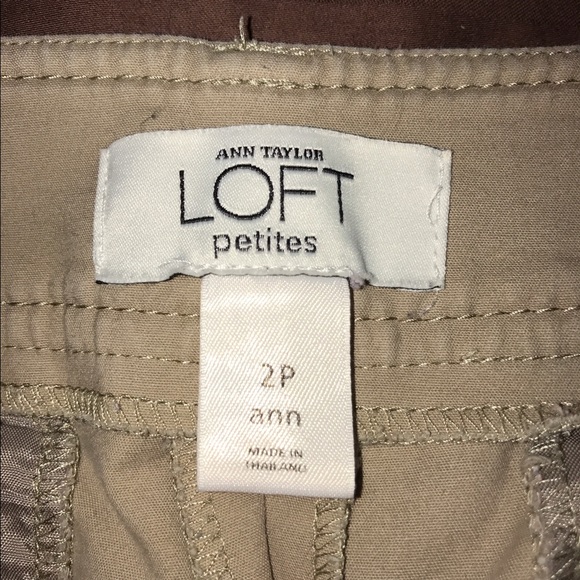 ANN TAYLOR
LOFT
petites
2P
ann
MADE IN
THAILAND